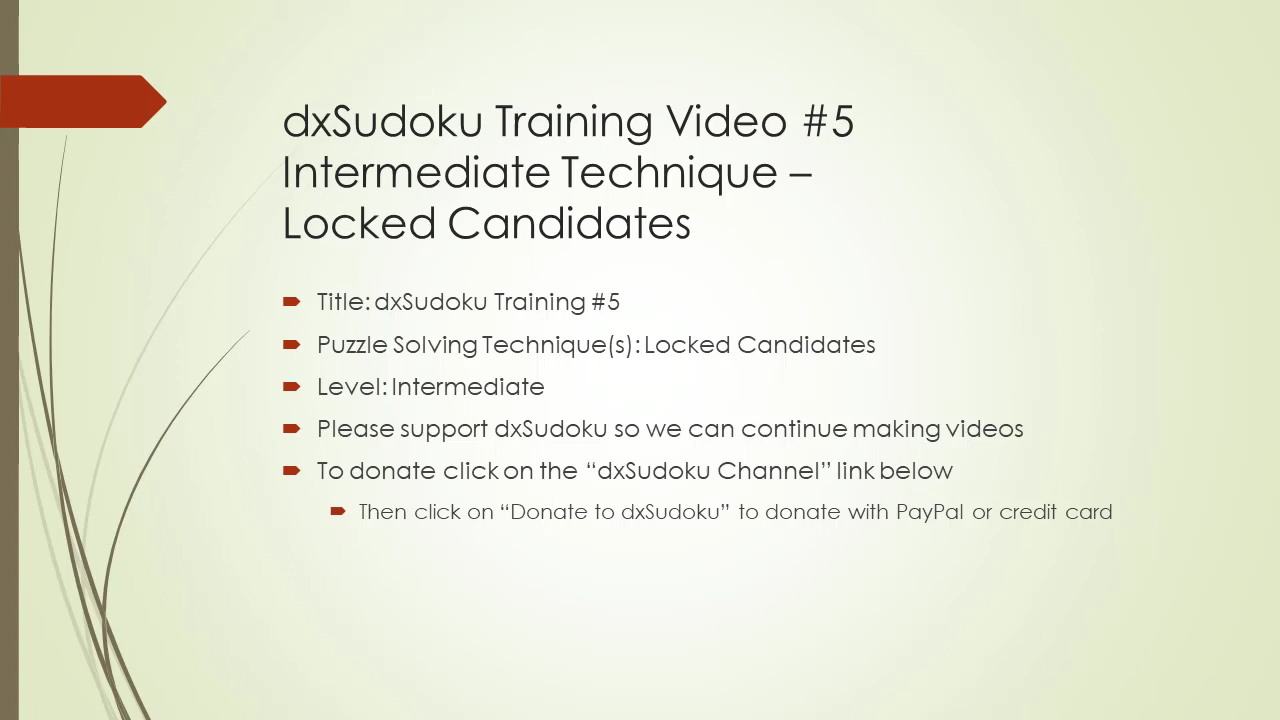 dxSudoku Training Video #5
Intermediate Technique –
Locked Candidates
Title: dxSudoku Training #5
Puzzle Solving Technique(s): Locked Candidates
Level: Intermediate
Please support dxSudoku so we can continue making videos
To donate click on the “dxSudoku Channel” link below
Then click on “Donate to dxSudoku” to donate with PayPal or credit card